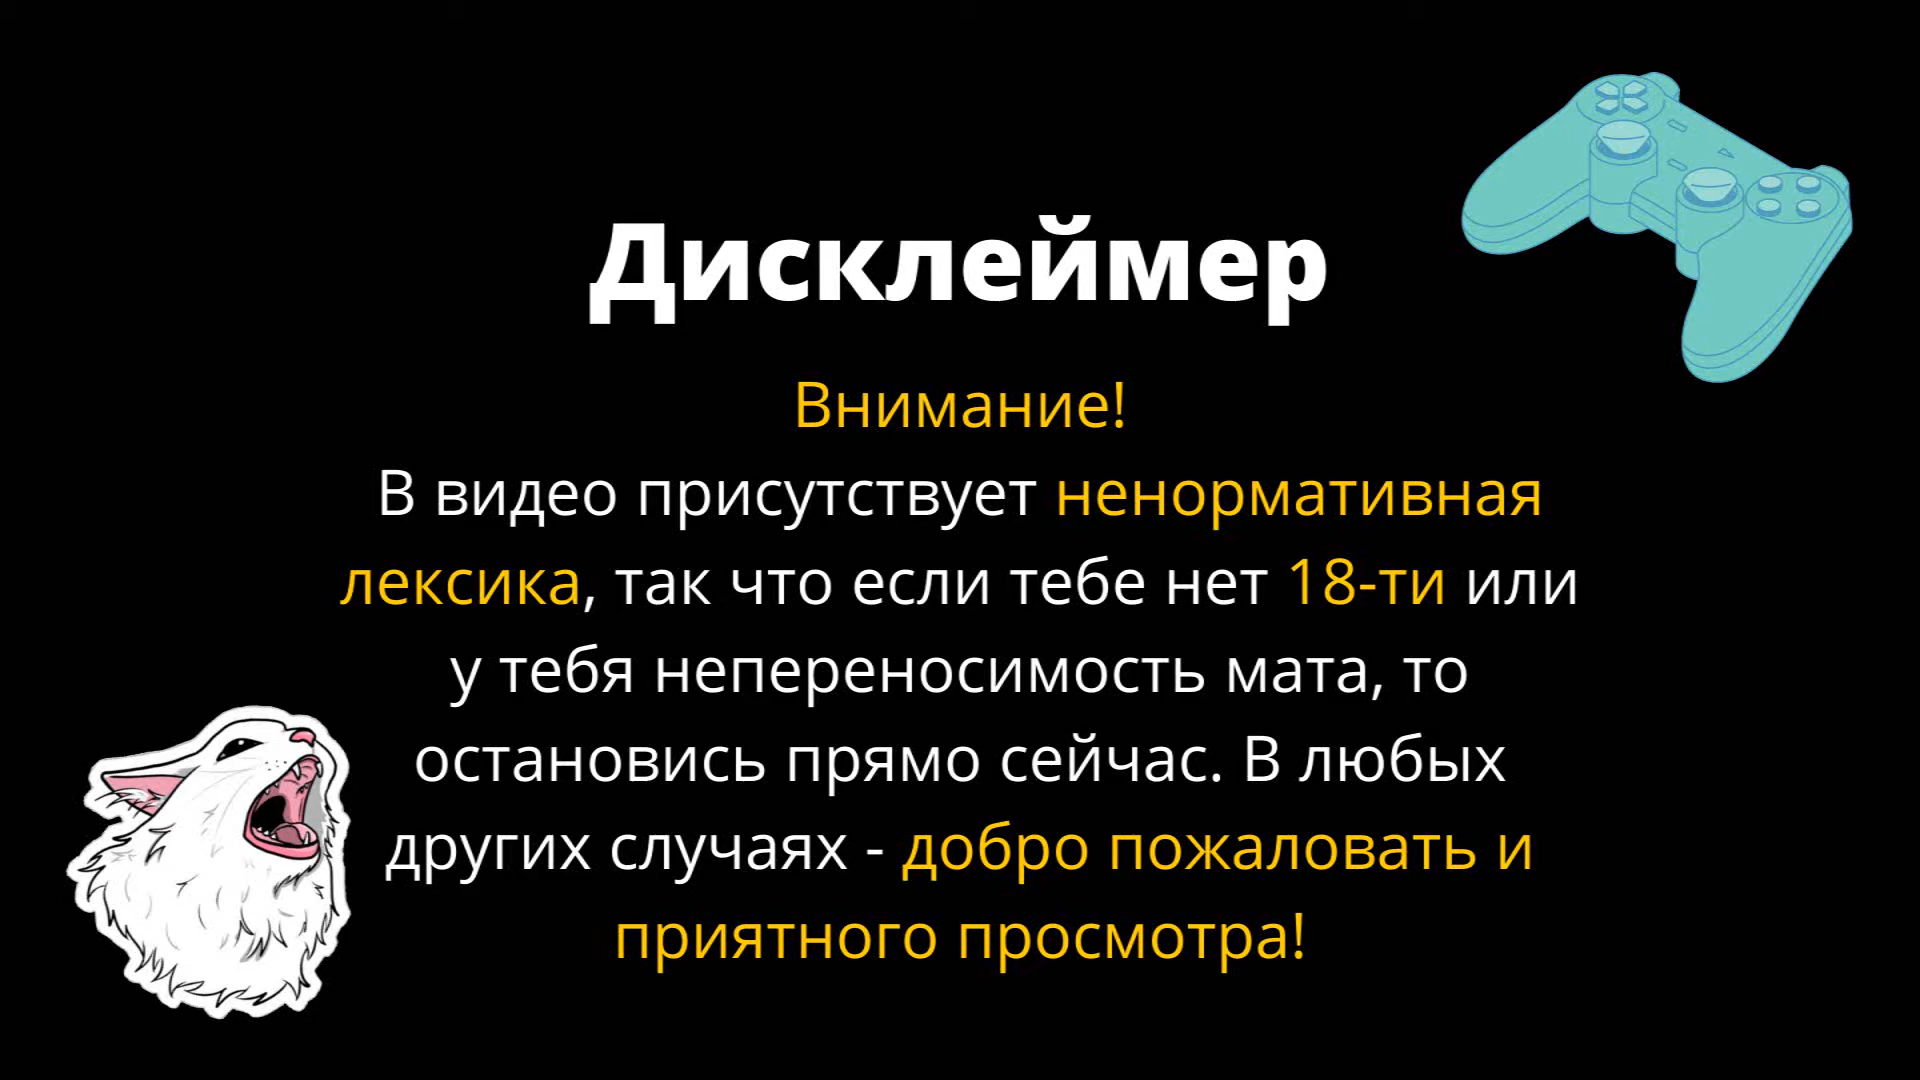 Дисклеймер
Внимание!
В видео присутствует ненормативная
лексика, так что если тебе нет 18-ти или
у тебя непереносимость мата, то
остановись прямо сейчас. В любых
других случаях - добро пожаловать и
приятного просмотра!